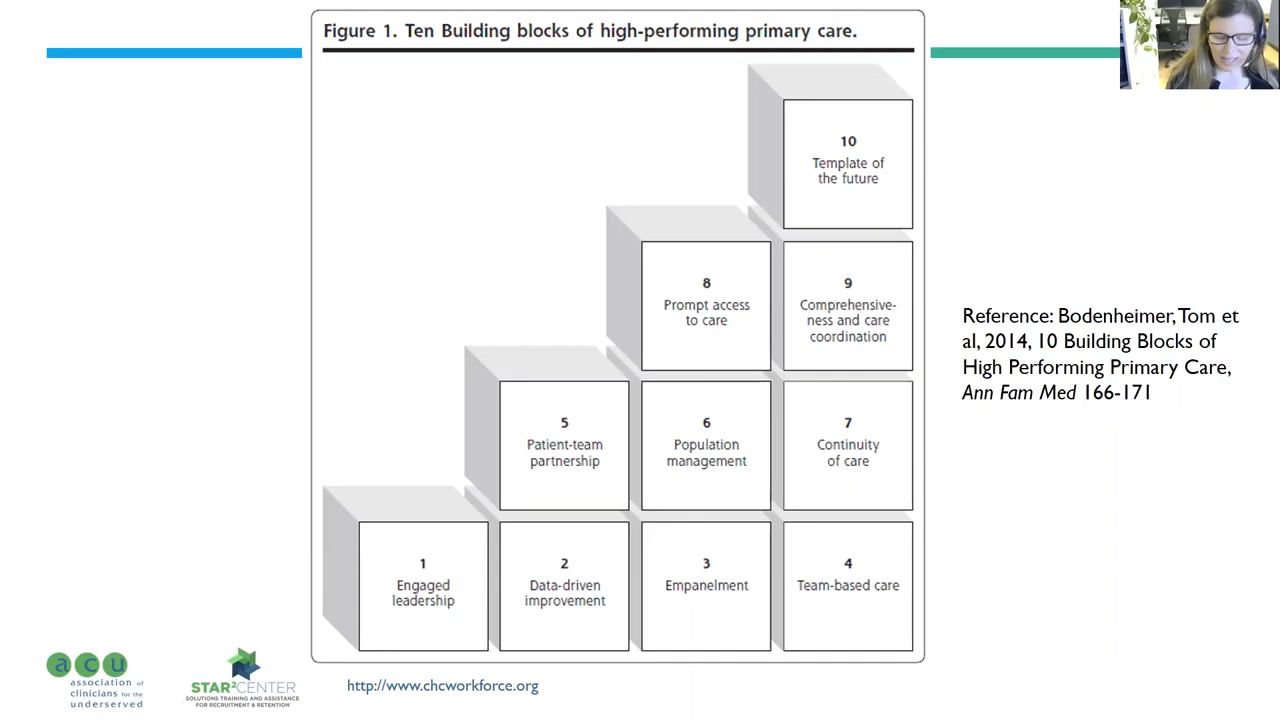 Figure 1. Ten Building blocks of high-performing primary care.
10
Template of
the future
8
Prompt access
to care
9
Comprehensive-
ness and care
coordination
5
Patient-team
partnership
6
Population
management
7
Continuity
of care
1
Engaged
leadership
2
Data-driven
improvement
3
Empanelment
4
Team-based care
Reference: Bodenheimer, Tom et
al, 2014, 10 Building Blocks of
High Performing Primary Care,
Ann Fam Med 166-171
acu
association of
clinicians for the
underserved
STAR²CENTER
SOLUTIONS TRAINING AND ASSISTANCE
FOR RECRUITMENT & RETENTION
http://www.chcworkforce.org